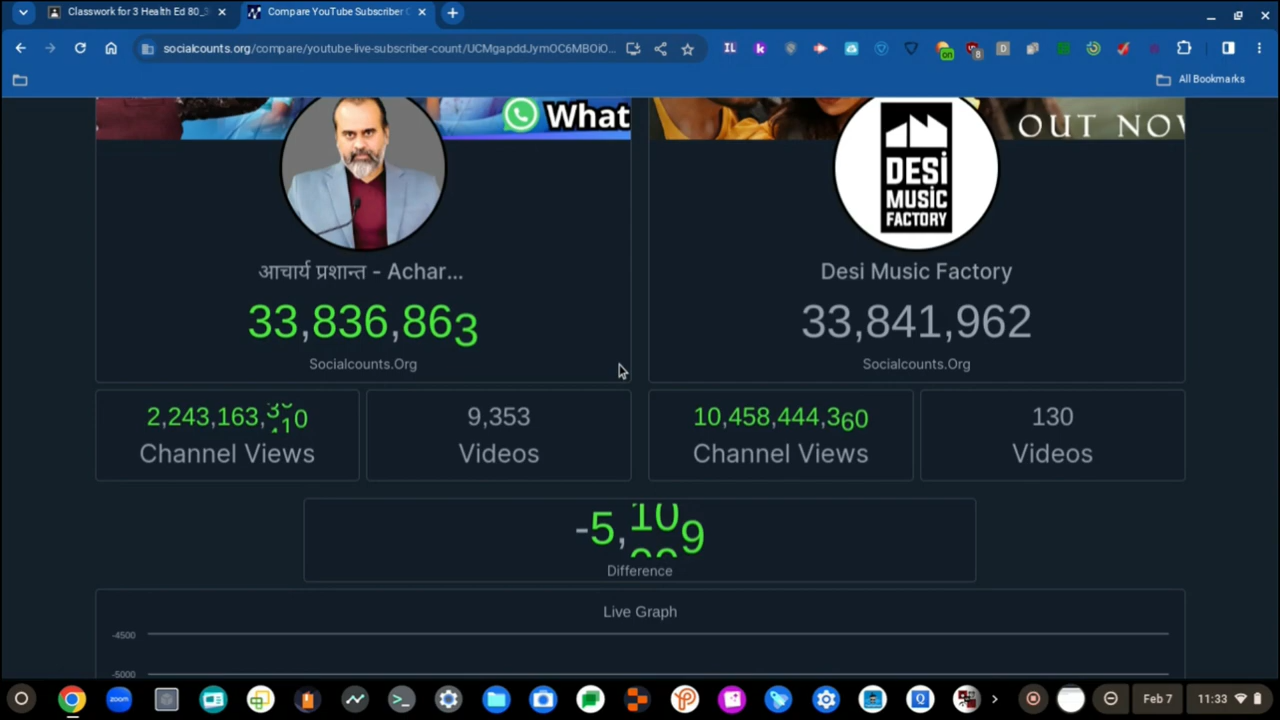 Classwork for 3 Health Ed 80_
Compare YouTube Subscriber
socialcounts.org/compare/youtube-live-subscriber-count/UCMgapddJymOC6MBOiO...
All Bookmarks
What
OUT NOW
DESi
MUSiC
FACTORY
आचार्य प्रशान्त - Achar...
Desi Music Factory
33,836,863
33,841,962
Socialcounts.Org
Socialcounts.Org
9,353
10,458,444,360
130
Channel Views
Videos
Channel Views
Videos
Difference
Live Graph
-4500
-5000
zoom
Feb 7
11:33